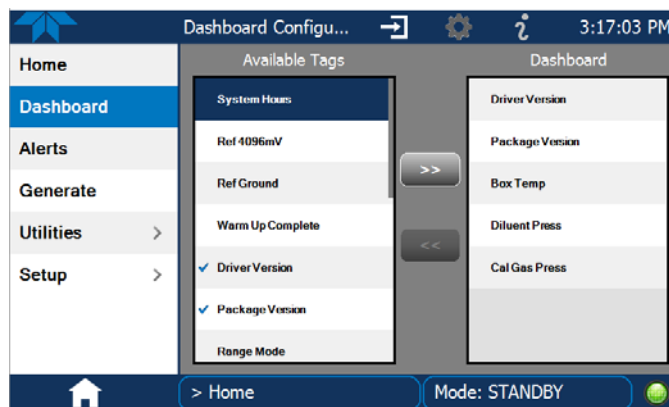 Dashboard Configu...
3:17:03 PM
Home
Dashboard
Alerts
Generate
Utilities >
Setup >
Available Tags
System Hours
Ref 4096mV
Ref Ground
Warm Up Complete
Driver Version
Package Version
Range Mode
>>
<<
Dashboard
Driver Version
Package Version
Box Temp
Diluent Press
Cal Gas Press
> Home
Mode: STANDBY